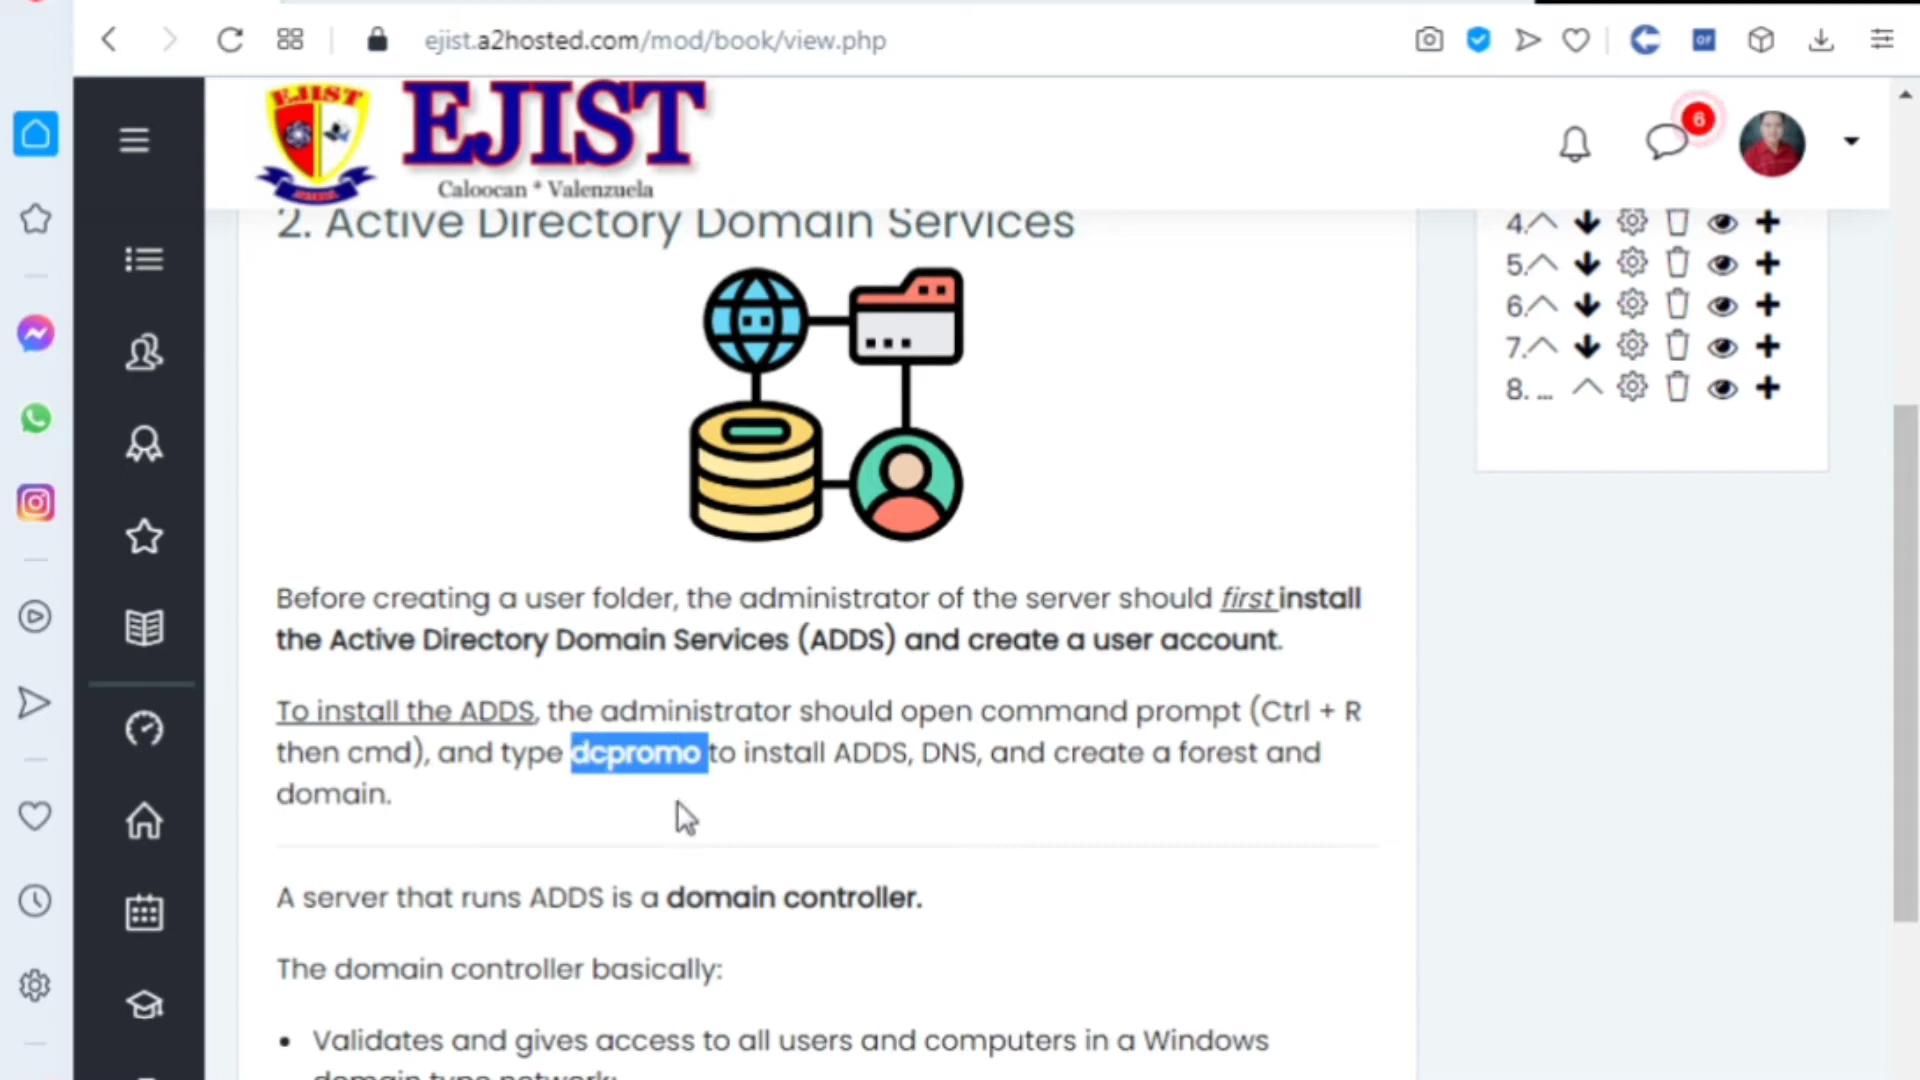 ejist.a2hosted.com/mod/book/view.php
EJIST
EJIST
Caloocan * Valenzuela
6
2. Active Directory Domain Services
4.
5.
6.
7.
8. ...
Before creating a user folder, the administrator of the server should first install
the Active Directory Domain Services (ADDS) and create a user account.
To install the ADDS, the administrator should open command prompt (Ctrl + R
then cmd), and type dcpromo to install ADDS, DNS, and create a forest and
domain.
A server that runs ADDS is a domain controller.
The domain controller basically:
• Validates and gives access to all users and computers in a Windows
domain type network;